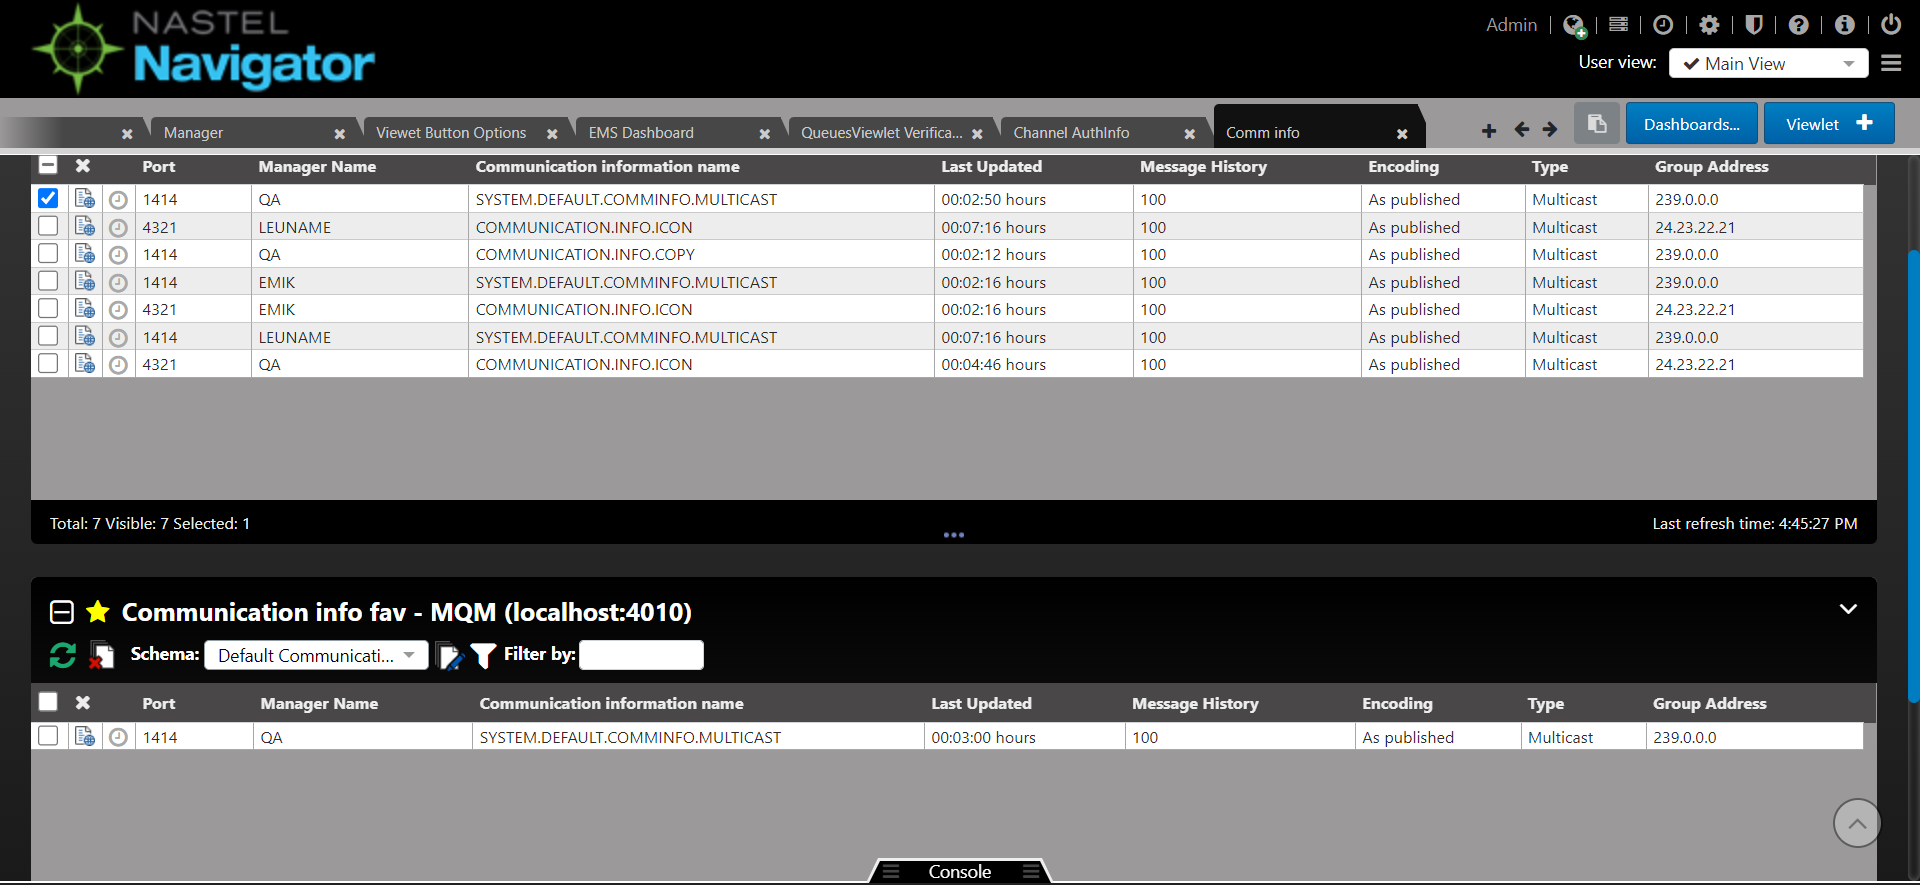 NASTEL
Navigator
Admin
User view: Main View
Manager
Viewet Button Options
EMS Dashboard
QueuesViewlet Verifica...
Channel AuthInfo
Comm info
Dashboards...
Viewlet
Port Manager Name Communication information name Last Updated Message History Encoding Type Group Address
1414 QA SYSTEM.DEFAULT.COMMINFO.MULTICAST 00:02:50 hours 100 As published Multicast 239.0.0.0
4321 LEUNAME COMMUNICATION.INFO.ICON 00:07:16 hours 100 As published Multicast 24.23.22.21
1414 QA COMMUNICATION.INFO.COPY 00:02:12 hours 100 As published Multicast 239.0.0.0
1414 EMIK SYSTEM.DEFAULT.COMMINFO.MULTICAST 00:02:16 hours 100 As published Multicast 239.0.0.0
4321 EMIK COMMUNICATION.INFO.ICON 00:02:16 hours 100 As published Multicast 24.23.22.21
1414 LEUNAME SYSTEM.DEFAULT.COMMINFO.MULTICAST 00:07:16 hours 100 As published Multicast 239.0.0.0
4321 QA COMMUNICATION.INFO.ICON 00:04:46 hours 100 As published Multicast 24.23.22.21
Total: 7 Visible: 7 Selected: 1
Last refresh time: 4:45:27 PM
Communication info fav - MQM (localhost:4010)
Schema: Default Communicati... Filter by:
Port Manager Name Communication information name Last Updated Message History Encoding Type Group Address
1414 QA SYSTEM.DEFAULT.COMMINFO.MULTICAST 00:03:00 hours 100 As published Multicast 239.0.0.0
Console